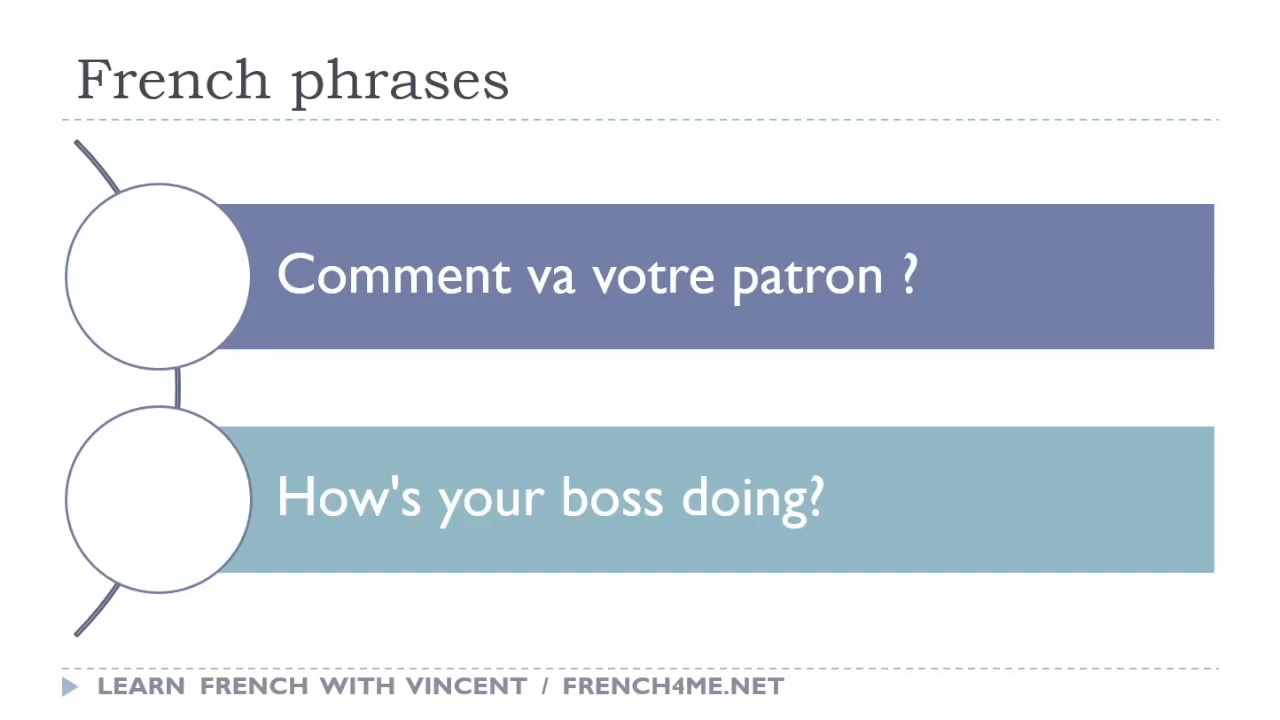 French phrases
Comment va votre patron ?
How's your boss doing?
LEARN FRENCH WITH VINCENT / FRENCH4ME.NET